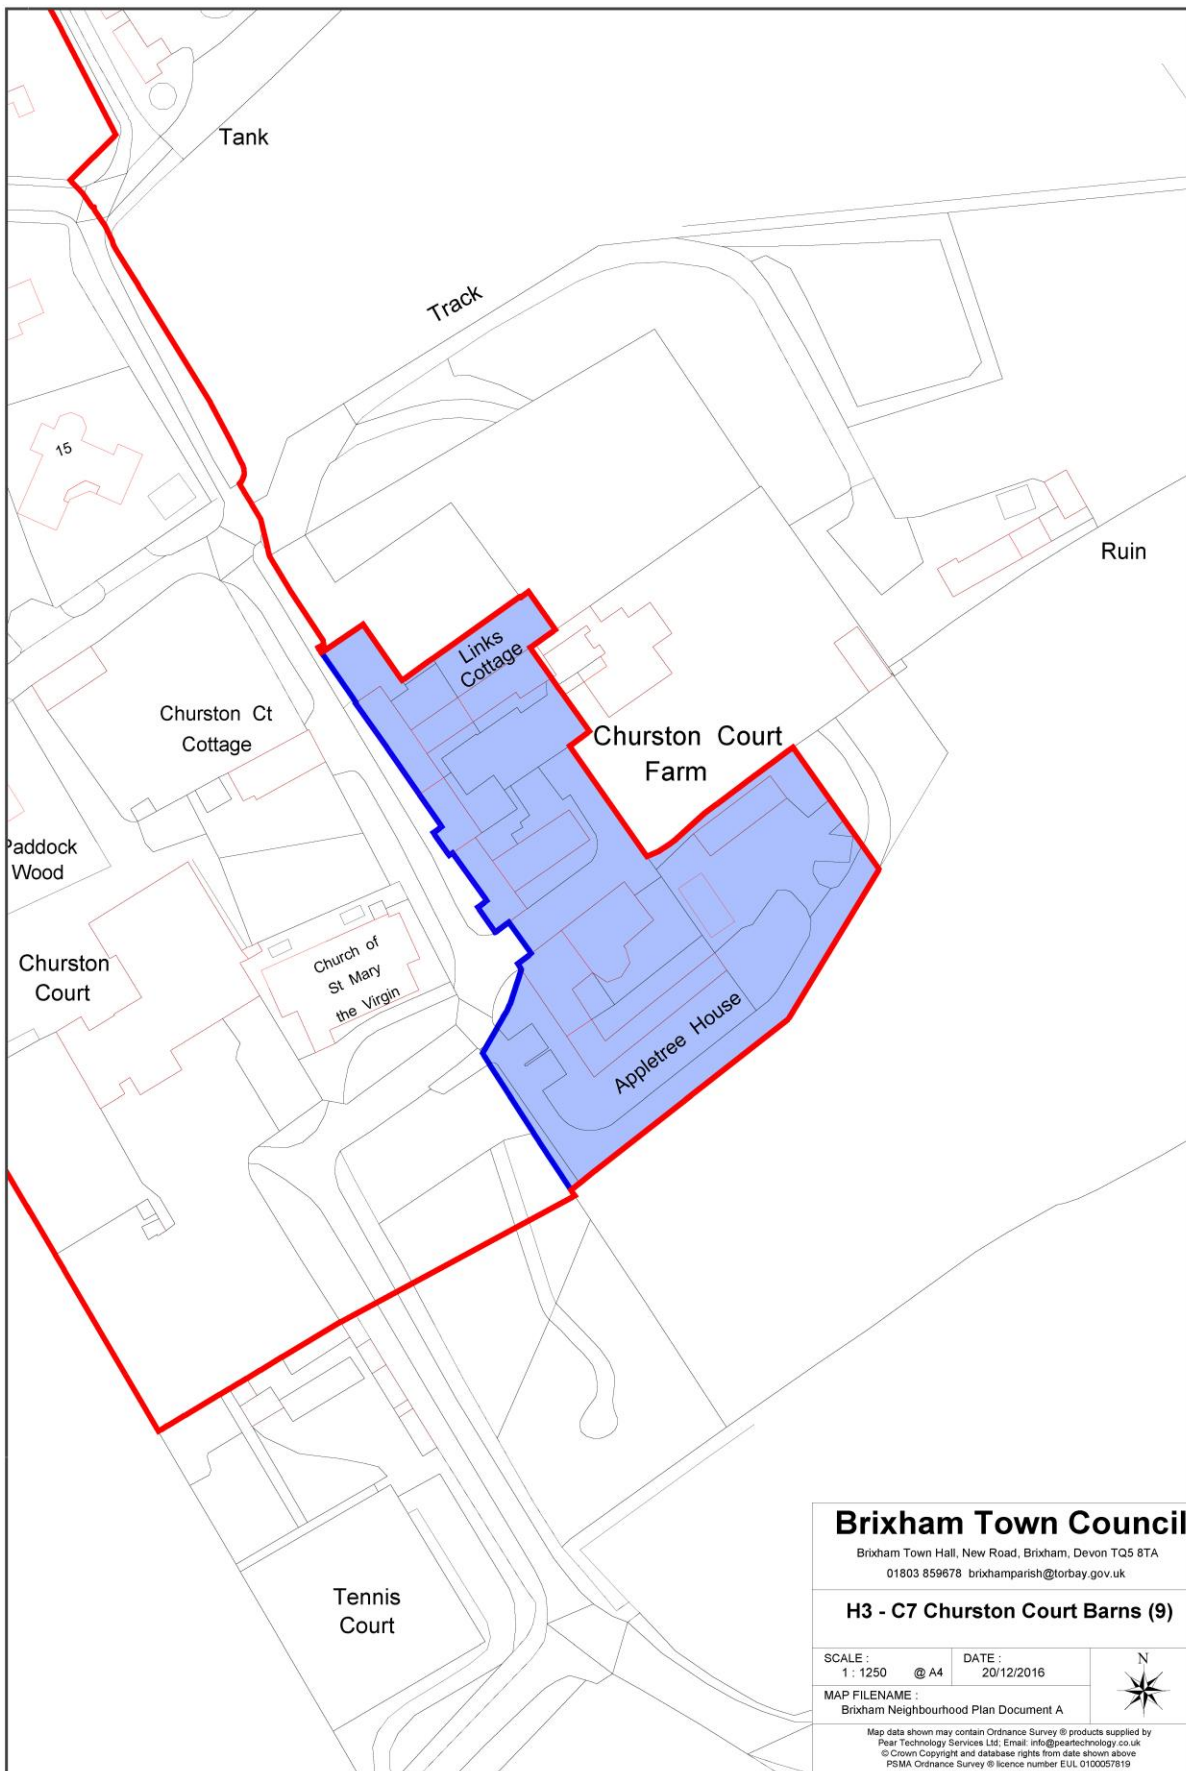 Tank
Track
15
Ruin
Links
Cottage
Churston Ct
Cottage
Churston Court
Farm
Paddock
Wood
Churston
Court
Church of
St Mary
the Virgin
Appletree House
Tennis
Court
Brixham Town Council
Brixham Town Hall, New Road, Brixham, Devon TQ5 8TA
01803 859678 brixhamparish@torbay.gov.uk
H3 - C7 Churston Court Barns (9)
SCALE :
1 : 1250 @ A4
DATE :
20/12/2016
N
MAP FILENAME :
Brixham Neighbourhood Plan Document A
Map data shown may contain Ordnance Survey ® products supplied by
Pear Technology Services Ltd; Email: info@peartechnology.co.uk
© Crown Copyright and database rights from date shown above
PSMA Ordnance Survey ® licence number EUL 0100057819